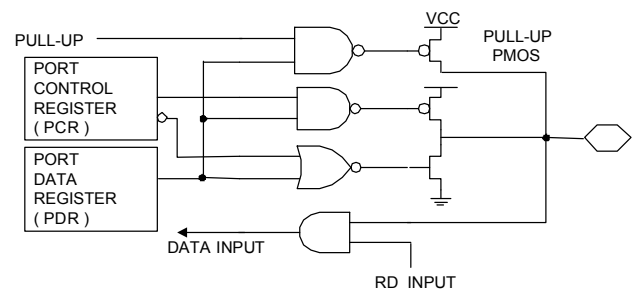 VCC
PULL-UP
PULL-UP
PMOS
PORT
CONTROL
REGISTER
( PCR )
PORT
DATA
REGISTER
( PDR )
DATA INPUT
RD INPUT